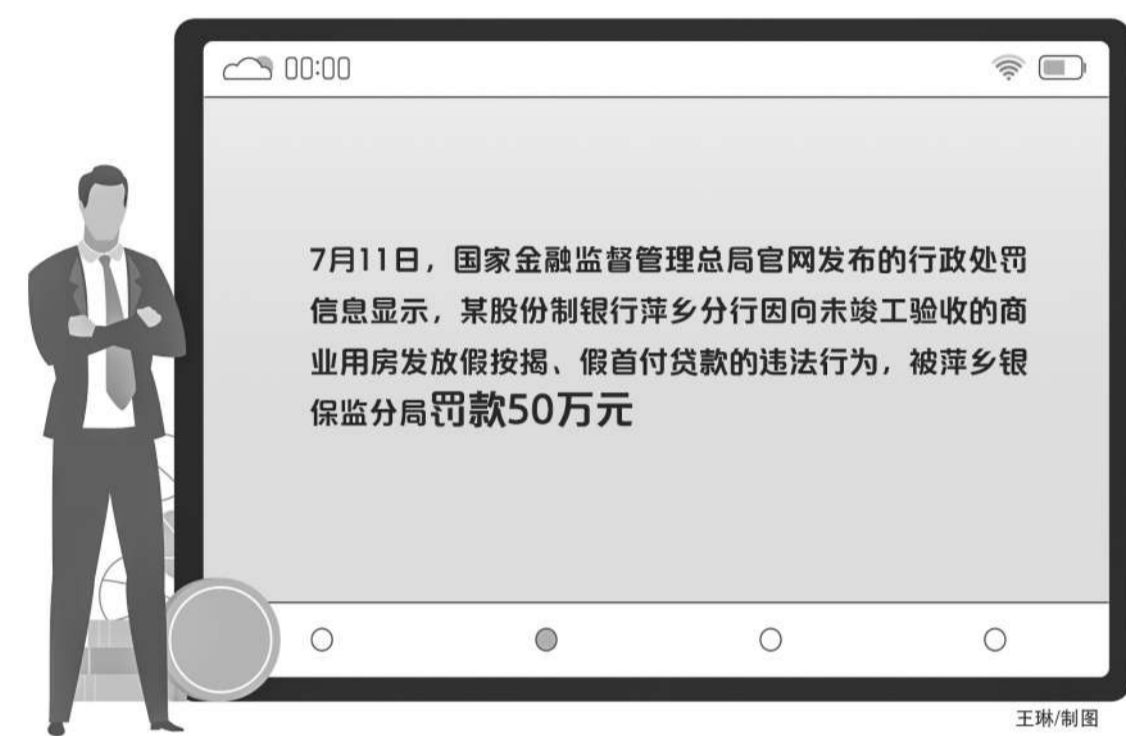 00:00
7月11日，国家金融监督管理总局官网发布的行政处罚
信息显示，某股份制银行萍乡分行因向未竣工验收的商
业用房发放假按揭、假首付贷款的违法行为，被萍乡银
保监分局罚款50万元
王琳/制图